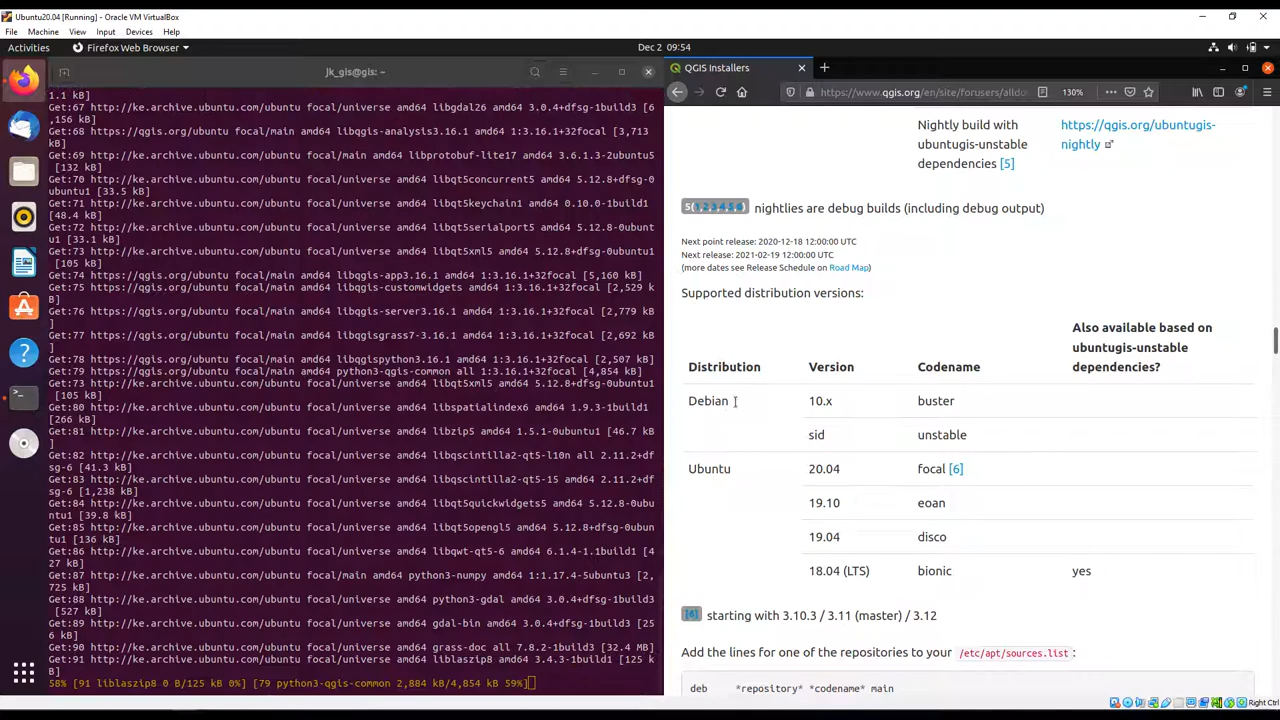 Ubuntu20.04 [Running] - Oracle VM VirtualBox
File Machine View Input Devices Help
Activities Firefox Web Browser Dec 2 09:54
jk_gis@gis: ~
1.1 kB]
Get:67 http://ke.archive.ubuntu.com/ubuntu focal/universe amd64 libgdal26 amd64 3.0.4+dfsg-1build3 [6
,156 kB]
Get:68 https://qgis.org/ubuntu focal/main amd64 libqgis-analysis3.16.1 amd64 1:3.16.1+32focal [3,713
kB]
Get:69 http://ke.archive.ubuntu.com/ubuntu focal/main amd64 libprotobuf-lite17 amd64 3.6.1.3-2ubuntu5
[132 kB]
Get:70 http://ke.archive.ubuntu.com/ubuntu focal/universe amd64 libqt5concurrent5 amd64 5.12.8+dfsg-0
ubuntu1 [33.5 kB]
Get:71 http://ke.archive.ubuntu.com/ubuntu focal/universe amd64 libqt5keychain1 amd64 0.10.0-1build1
[48.4 kB]
Get:72 http://ke.archive.ubuntu.com/ubuntu focal/universe amd64 libqt5serialport5 amd64 5.12.8-0ubunt
u1 [33.1 kB]
Get:73 http://ke.archive.ubuntu.com/ubuntu focal/universe amd64 libqt5xml5 amd64 5.12.8+dfsg-0ubuntu1
[105 kB]
Get:74 https://qgis.org/ubuntu focal/main amd64 libqgis-app3.16.1 amd64 1:3.16.1+32focal [5,160 kB]
Get:75 https://qgis.org/ubuntu focal/main amd64 libqgis-customwidgets amd64 1:3.16.1+32focal [2,529 k
B]
Get:76 https://qgis.org/ubuntu focal/main amd64 libqgis-server3.16.1 amd64 1:3.16.1+32focal [2,779 kB
]
Get:77 https://qgis.org/ubuntu focal/main amd64 libqgisgrass7-3.16.1 amd64 1:3.16.1+32focal [2,692 kB
]
Get:78 https://qgis.org/ubuntu focal/main amd64 libqgispython3.16.1 amd64 1:3.16.1+32focal [2,507 kB]
Get:79 https://qgis.org/ubuntu focal/main amd64 python3-qgis-common all 1:3.16.1+32focal [4,854 kB]
Get:73 http://ke.archive.ubuntu.com/ubuntu focal/universe amd64 libqt5xml5 amd64 5.12.8+dfsg-0ubuntu1
[105 kB]
Get:80 http://ke.archive.ubuntu.com/ubuntu focal/universe amd64 libspatialindex6 amd64 1.9.3-1build1
[266 kB]
Get:81 http://ke.archive.ubuntu.com/ubuntu focal/universe amd64 libzip5 amd64 1.5.1-0ubuntu1 [46.7 kB
]
Get:82 http://ke.archive.ubuntu.com/ubuntu focal/universe amd64 libqscintilla2-qt5-l10n all 2.11.2+df
sg-6 [41.3 kB]
Get:83 http://ke.archive.ubuntu.com/ubuntu focal/universe amd64 libqscintilla2-qt5-15 amd64 2.11.2+df
sg-6 [1,238 kB]
Get:84 http://ke.archive.ubuntu.com/ubuntu focal/universe amd64 libqt5quickwidgets5 amd64 5.12.8-0ubu
ntu1 [39.8 kB]
Get:85 http://ke.archive.ubuntu.com/ubuntu focal/universe amd64 libqt5opengl5 amd64 5.12.8+dfsg-0ubun
tu1 [136 kB]
Get:86 http://ke.archive.ubuntu.com/ubuntu focal/universe amd64 libqwt-qt5-6 amd64 6.1.4-1.1build1 [4
27 kB]
Get:87 http://ke.archive.ubuntu.com/ubuntu focal/main amd64 python3-numpy amd64 1:1.17.4-5ubuntu3 [2,
725 kB]
Get:88 http://ke.archive.ubuntu.com/ubuntu focal/universe amd64 python3-gdal amd64 3.0.4+dfsg-1build3
[527 kB]
Get:89 http://ke.archive.ubuntu.com/ubuntu focal/universe amd64 gdal-bin amd64 3.0.4+dfsg-1build3 [25
6 kB]
Get:90 http://ke.archive.ubuntu.com/ubuntu focal/universe amd64 grass-doc all 7.8.2-1build3 [32.4 MB]
Get:91 http://ke.archive.ubuntu.com/ubuntu focal/universe amd64 liblaszip8 amd64 3.4.3-1build1 [125 k
B]
58% [91 liblaszip8 0 B/125 kB 0%] [79 python3-qgis-common 2,884 kB/4,854 kB 59%]
QGIS Installers
https://www.qgis.org/en/site/forusers/alldo 130%
Nightly build with https://qgis.org/ubuntugis-
ubuntugis-unstable nightly
dependencies [5]
5(1,2,3,4,5,6) nightlies are debug builds (including debug output)
Next point release: 2020-12-18 12:00:00 UTC
Next release: 2021-02-19 12:00:00 UTC
(more dates see Release Schedule on Road Map)
Supported distribution versions:
Also available based on
ubuntugis-unstable
Distribution Version Codename dependencies?
Debian 10.x buster
sid unstable
Ubuntu 20.04 focal [6]
19.10 eoan
19.04 disco
18.04 (LTS) bionic yes
[6] starting with 3.10.3 / 3.11 (master) / 3.12
Add the lines for one of the repositories to your /etc/apt/sources.list:
deb *repository* *codename* main
Right Ctrl